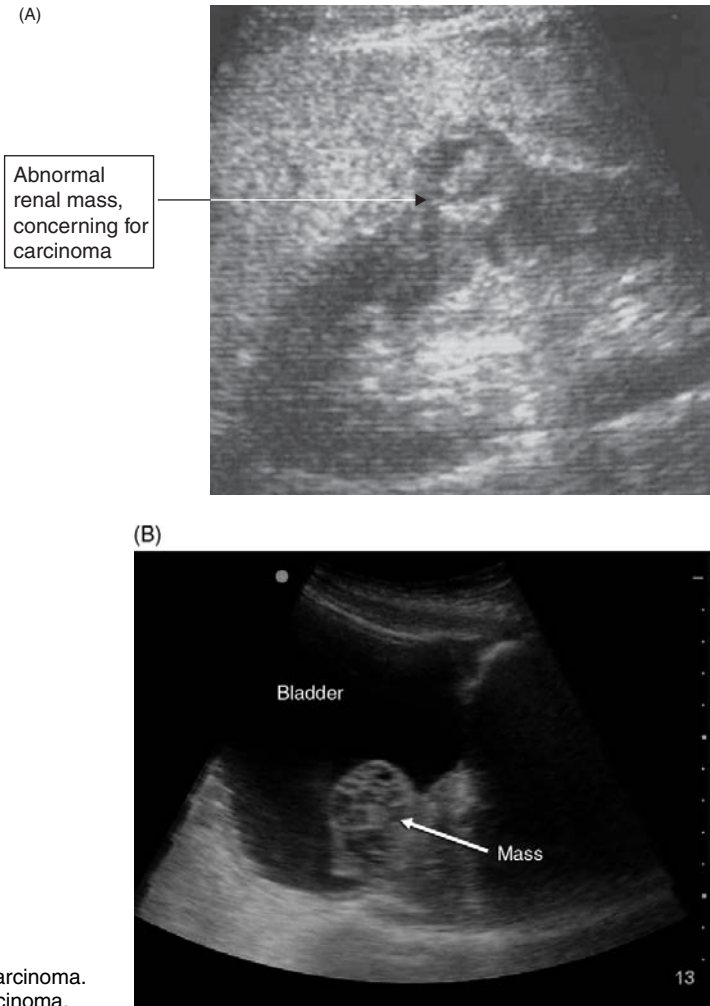 (A)
Abnormal
renal mass,
concerning for
carcinoma
(B)
Bladder
Mass
13
arcinoma.
cinoma.